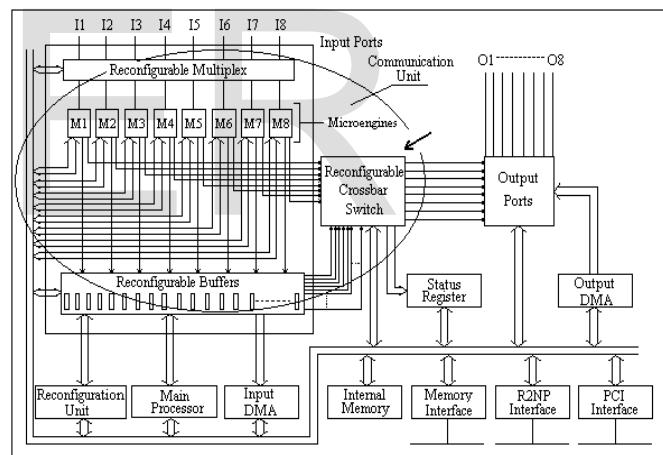 I1 I2 I3 I4 I5 I6 I7 I8
Input Ports
O1 O8
Reconfigurable Multiplex
Communication
Unit
M1 M2 M3 M4 M5 M6 M7 M8
Microengines
Reconfigurable
Crossbar
Switch
Output
Ports
Reconfigurable Buffers
Status
Register
Output
DMA
Reconfiguration
Unit
Main
Processor
Input
DMA
Internal
Memory
Memory
Interface
R2NP
Interface
PCI
Interface
ER